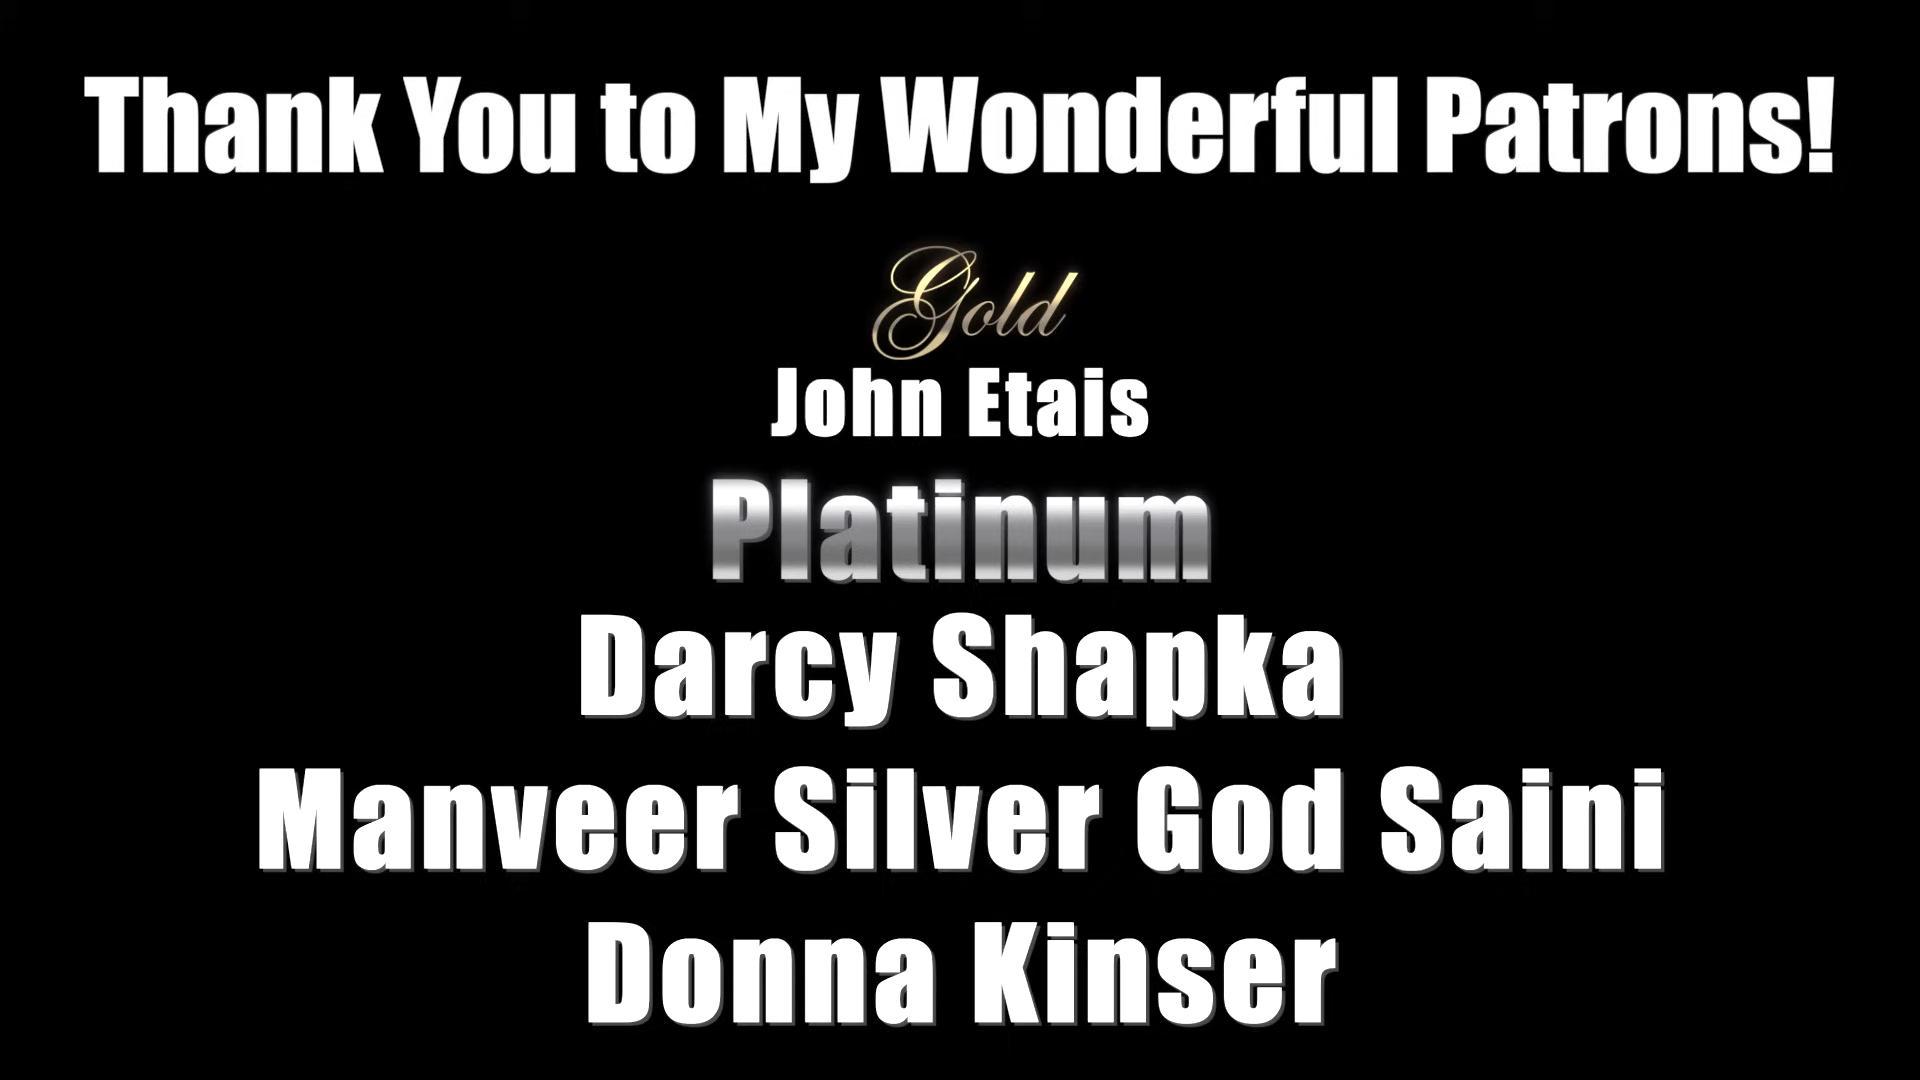 Thank You to My Wonderful Patrons!
Gold
John Etais
Platinum
Darcy Shapka
Manveer Silver God Saini
Donna Kinser